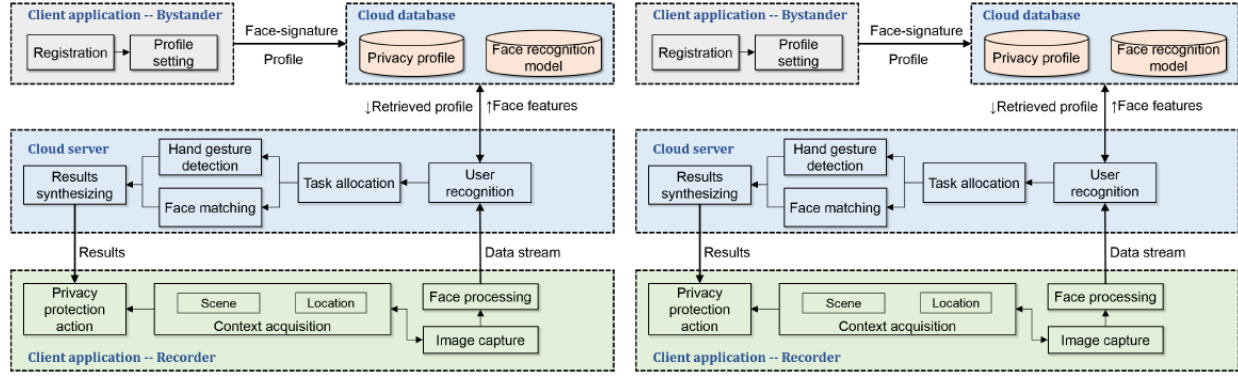 Client application -- Bystander
Registration
Profile
setting
Face-signature
Profile
Cloud database
Privacy profile
Face recognition
model
↓Retrieved profile
↑Face features
Cloud server
Results
synthesizing
Hand gesture
detection
Face matching
Task allocation
User
recognition
Results
Data stream
Privacy
protection
action
Scene
Location
Context acquisition
Face processing
Image capture
Client application -- Recorder
Client application -- Bystander
Registration
Profile
setting
Face-signature
Profile
Cloud database
Privacy profile
Face recognition
model
↓Retrieved profile
↑Face features
Cloud server
Results
synthesizing
Hand gesture
detection
Face matching
Task allocation
User
recognition
Results
Data stream
Privacy
protection
action
Scene
Location
Context acquisition
Face processing
Image capture
Client application -- Recorder